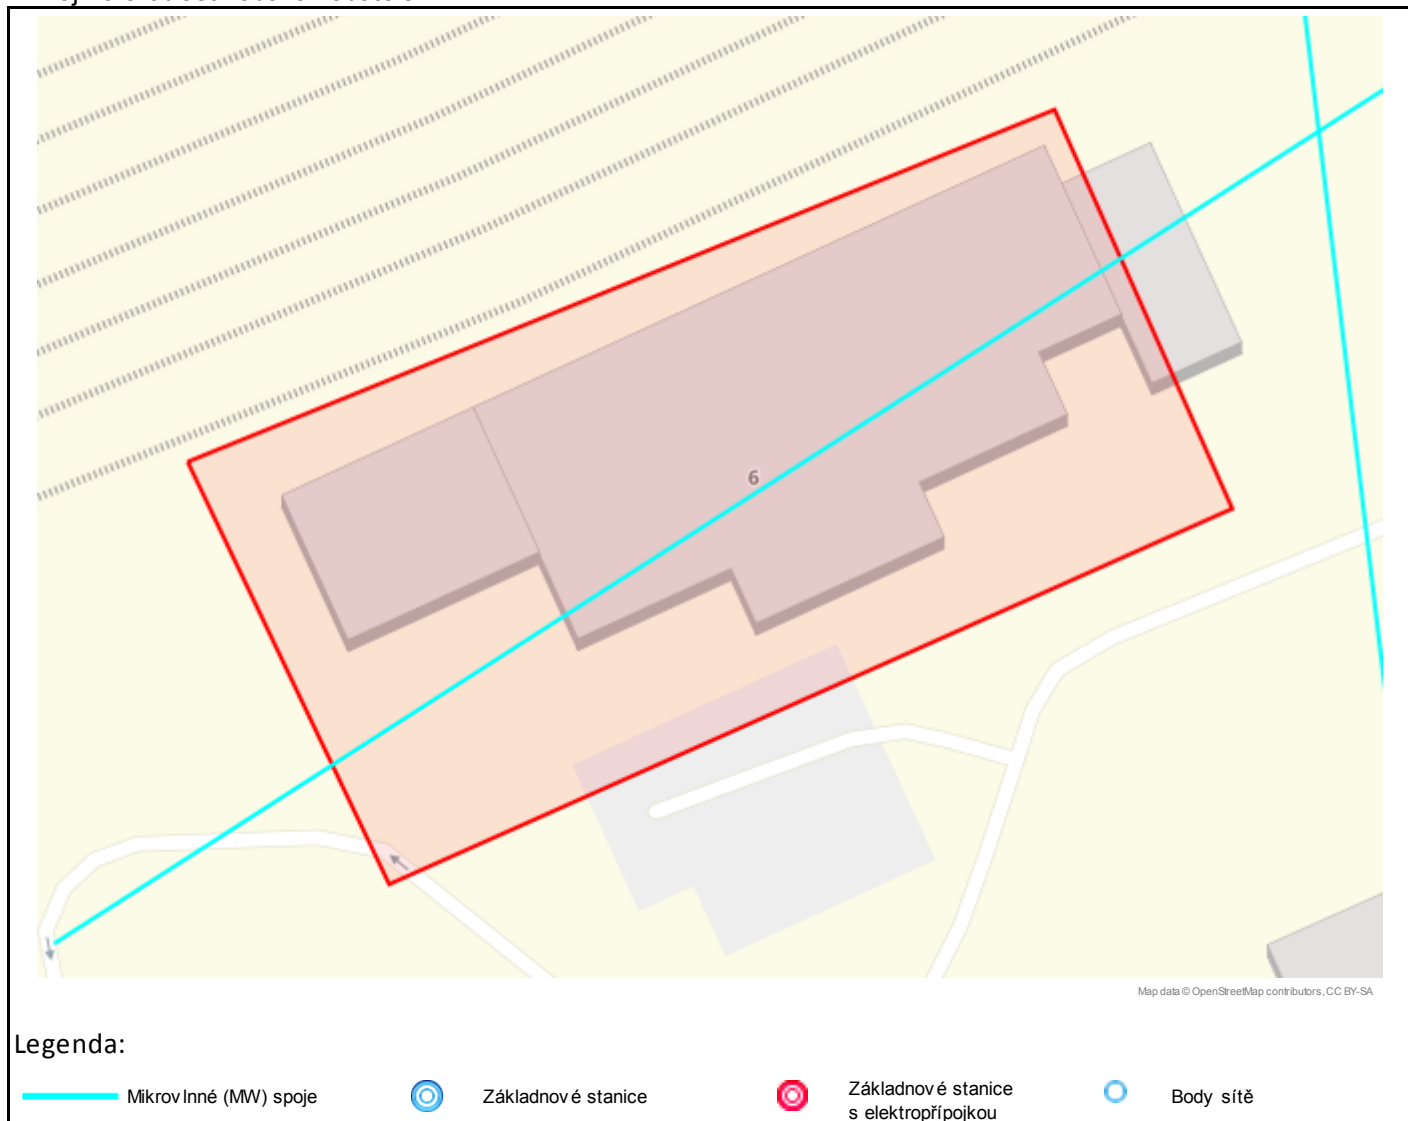 6
Map data © OpenStreetMap contributors, CC BY-SA
Legenda:
Mikrovlnné (MW) spoje
Základnové stanice
Základnové stanice
s elektropřípojkou
Body sítě